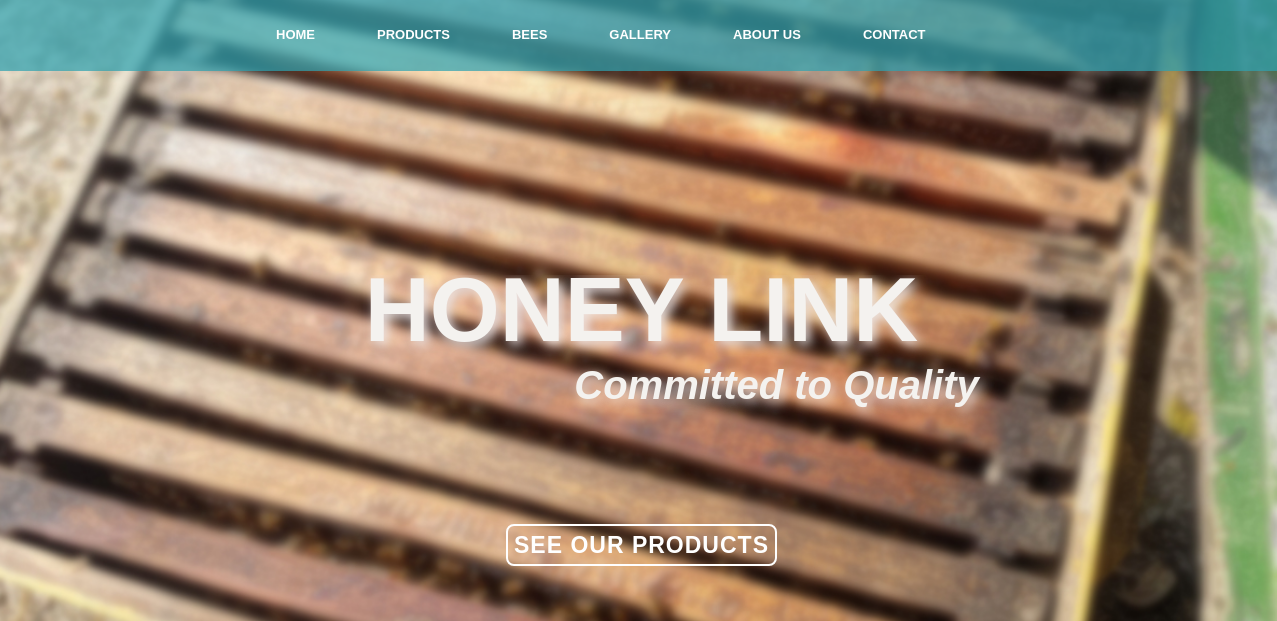 HOME PRODUCTS BEES GALLERY ABOUT US CONTACT
HONEY LINK
Committed to Quality
SEE OUR PRODUCTS